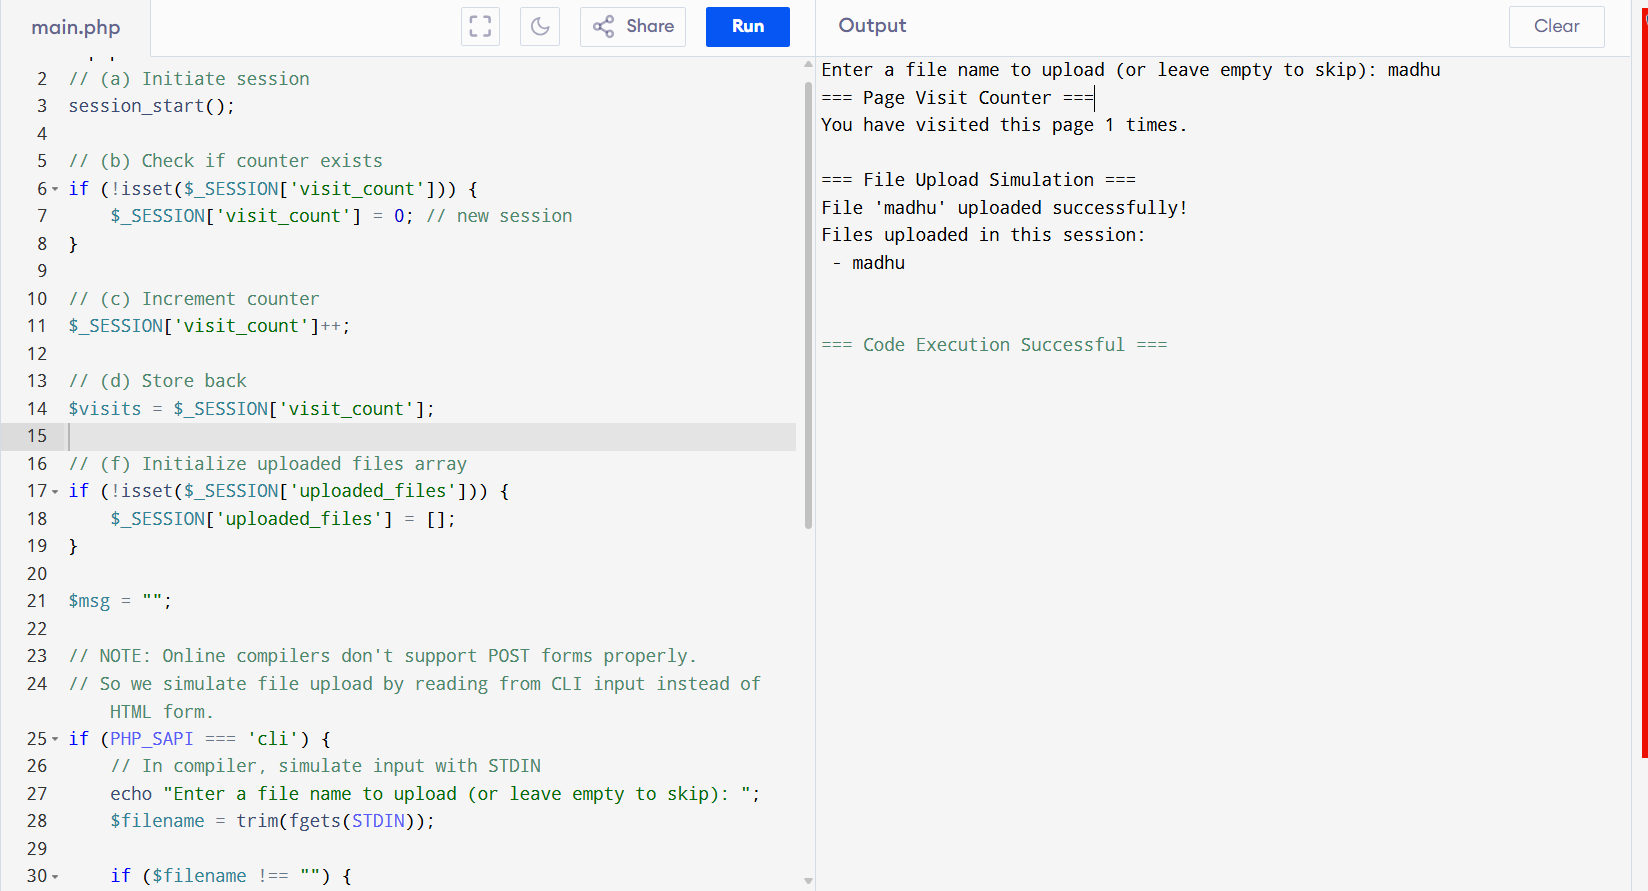 main.php
Share
Run
Output
Clear
2 // (a) Initiate session
3 session_start();
4
5 // (b) Check if counter exists
6 if (!isset($_SESSION['visit_count'])) {
7 $_SESSION['visit_count'] = 0; // new session
8 }
9
10 // (c) Increment counter
11 $_SESSION['visit_count']++;
12
13 // (d) Store back
14 $visits = $_SESSION['visit_count'];
15
16 // (f) Initialize uploaded files array
17 if (!isset($_SESSION['uploaded_files'])) {
18 $_SESSION['uploaded_files'] = [];
19 }
20
21 $msg = "";
22
23 // NOTE: Online compilers don't support POST forms properly.
24 // So we simulate file upload by reading from CLI input instead of
HTML form.
25 if (PHP_SAPI === 'cli') {
26 // In compiler, simulate input with STDIN
27 echo "Enter a file name to upload (or leave empty to skip): ";
28 $filename = trim(fgets(STDIN));
29
30 if ($filename !== "") {
Enter a file name to upload (or leave empty to skip): madhu
=== Page Visit Counter ===
You have visited this page 1 times.
=== File Upload Simulation ===
File 'madhu' uploaded successfully!
Files uploaded in this session:
- madhu
=== Code Execution Successful ===